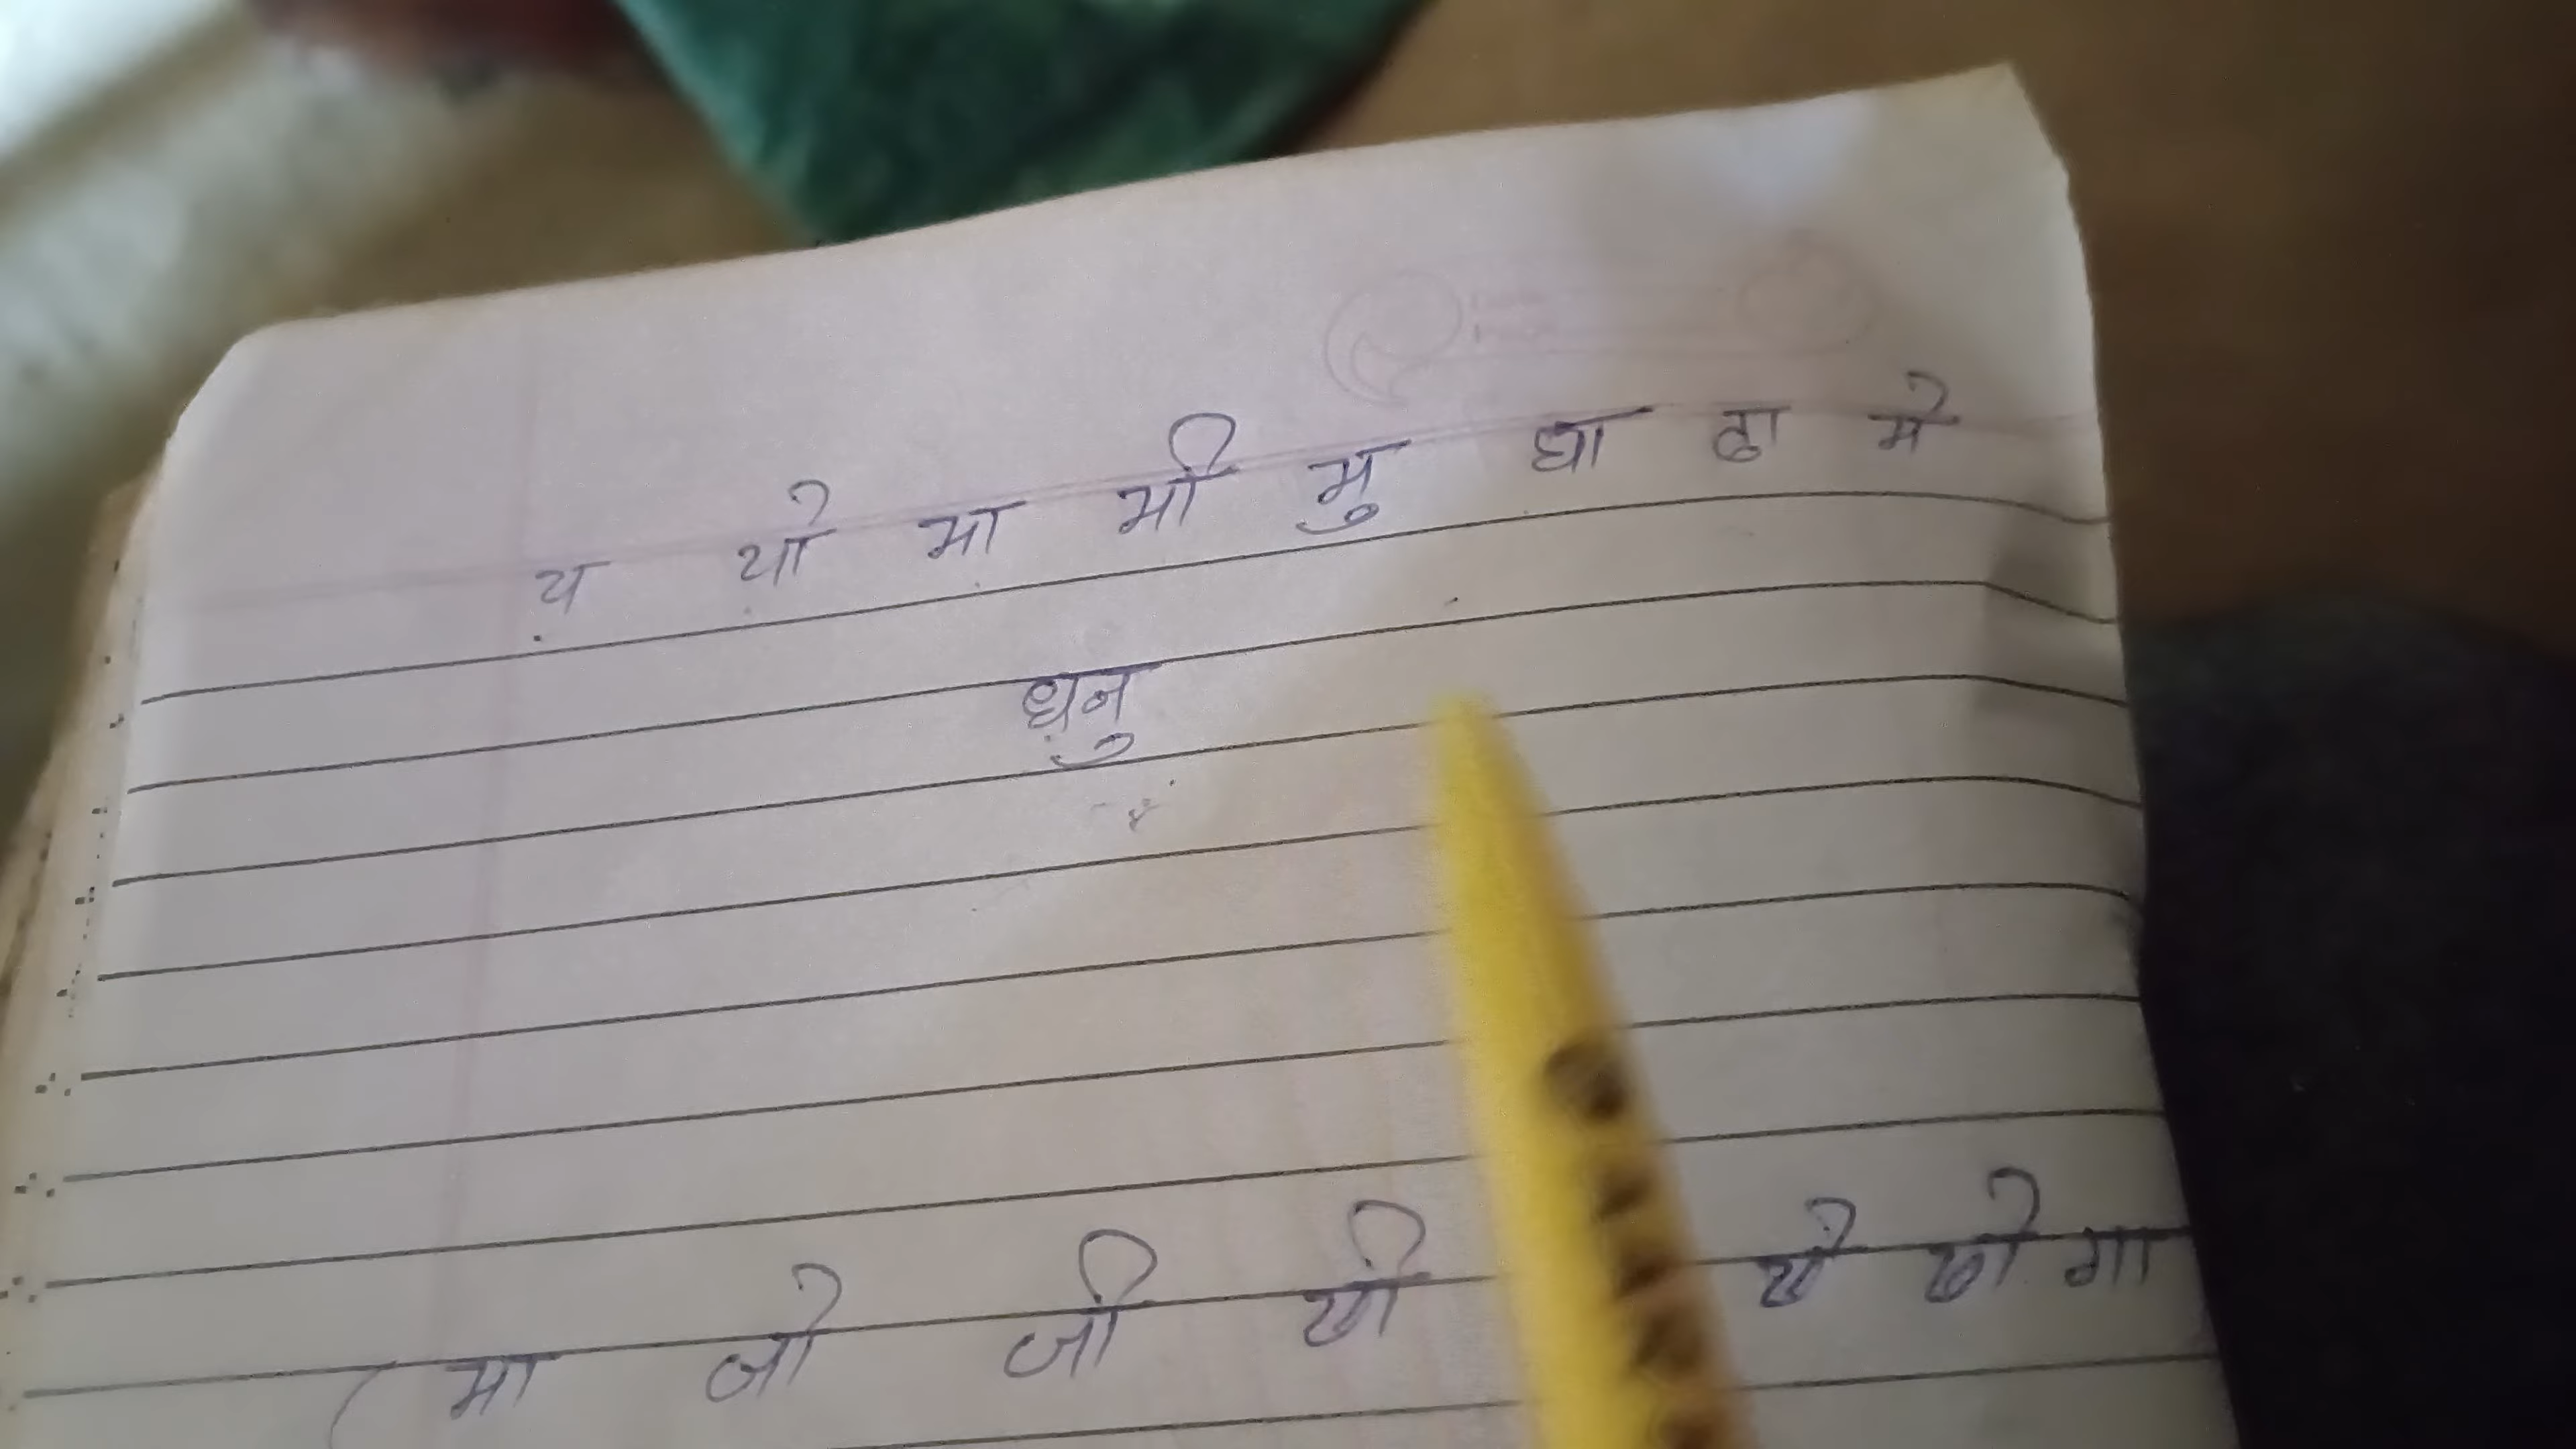 य यो मा मी मु घा ढा मे
धनु
मा जो जी खी खे खो गा